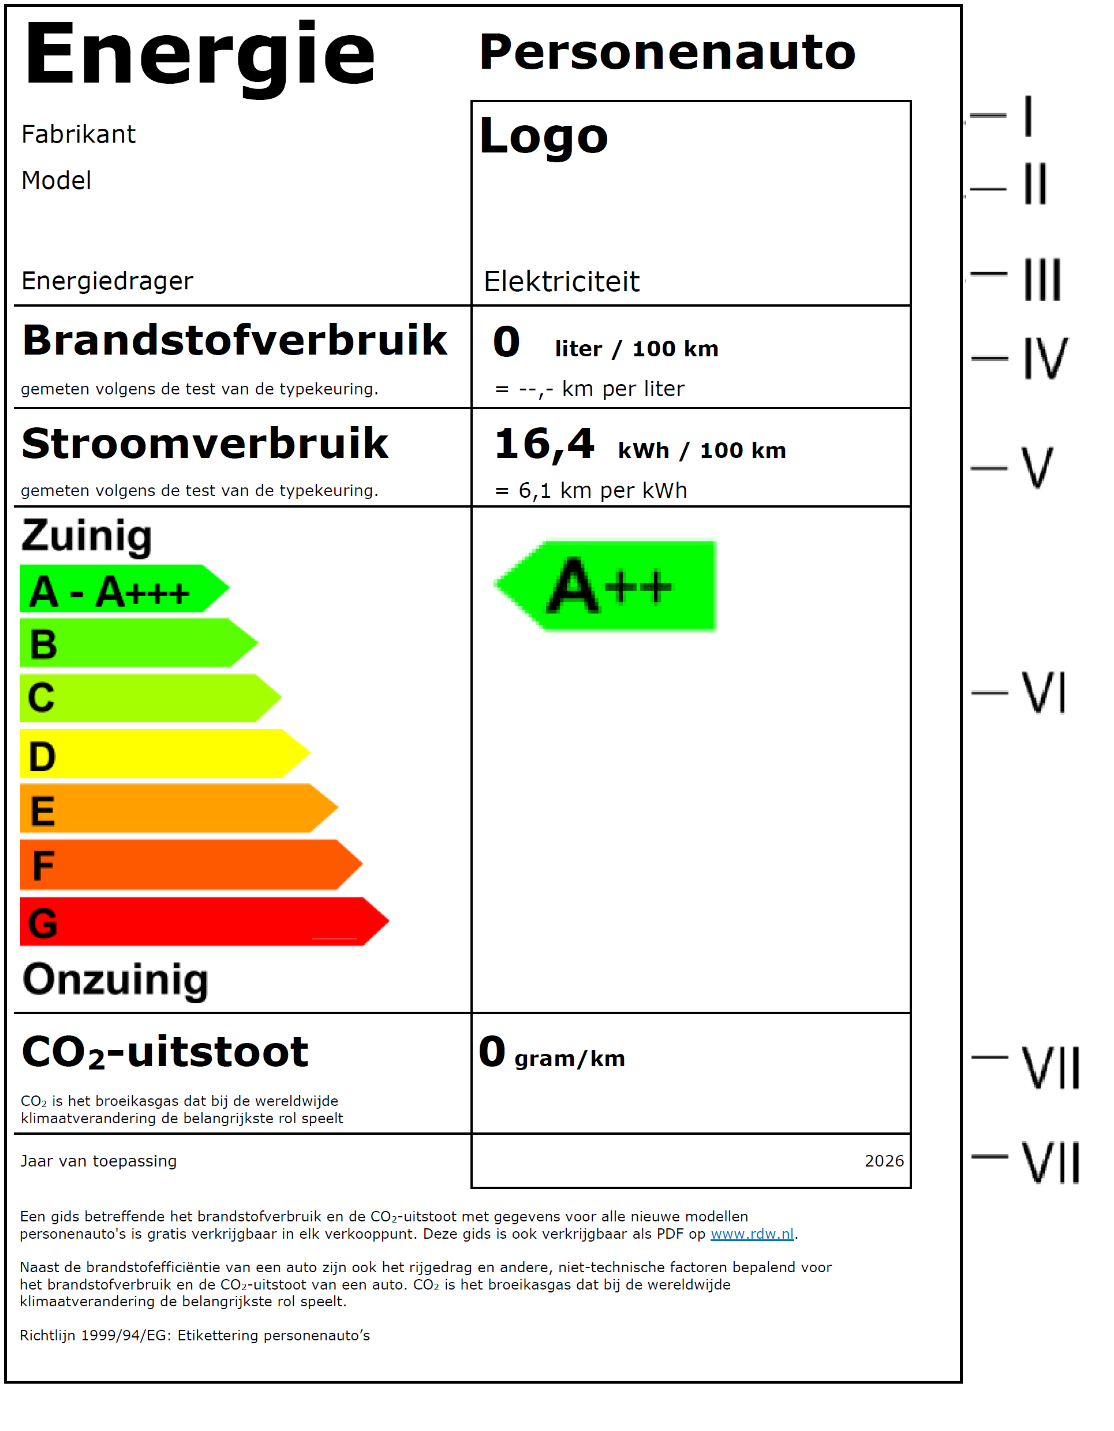 Energie
Personenauto
Fabrikant
Logo
I
Model
II
Energiedrager
Elektriciteit
III
Brandstofverbruik
0 liter / 100 km
IV
gemeten volgens de test van de typekeuring.
= --,- km per liter
Stroomverbruik
16,4 kWh / 100 km
V
gemeten volgens de test van de typekeuring.
= 6,1 km per kWh
Zuinig
A - A+++
A++
B
C
VI
D
E
F
G
Onzuinig
CO₂-uitstoot
0 gram/km
VII
CO₂ is het broeikasgas dat bij de wereldwijde
klimaatverandering de belangrijkste rol speelt
Jaar van toepassing
2026
VII
Een gids betreffende het brandstofverbruik en de CO₂-uitstoot met gegevens voor alle nieuwe modellen
personenauto's is gratis verkrijgbaar in elk verkooppunt. Deze gids is ook verkrijgbaar als PDF op www.rdw.nl.
Naast de brandstofefficiëntie van een auto zijn ook het rijgedrag en andere, niet-technische factoren bepalend voor
het brandstofverbruik en de CO₂-uitstoot van een auto. CO₂ is het broeikasgas dat bij de wereldwijde
klimaatverandering de belangrijkste rol speelt.
Richtlijn 1999/94/EG: Etikettering personenauto’s